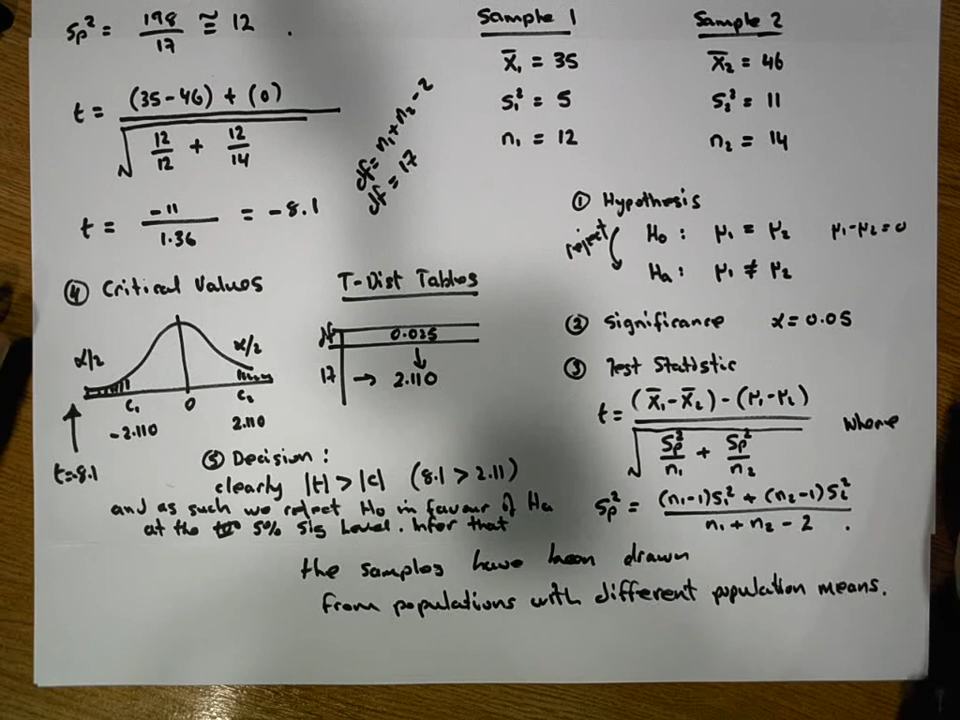 Sp² = 198/17 ≅ 12 .
t = (35-46) + (0) / √(12/12 + 12/14)
t = -11/1.36 = -8.1
df = n₁+n₂-2
df = 17
Sample 1
x̄₁ = 35
S₁² = 5
n₁ = 12
Sample 2
x̄₂ = 46
S₂² = 11
n₂ = 14
① Hypothesis
reject
H₀ : μ₁ = μ₂ μ₁-μ₂=0
Ha : μ₁ ≠ μ₂
② Significance α=0.05
③ Test Statistic
t = (x̄₁-x̄₂) - (μ₁-μ₂) / √(Sp²/n₁ + Sp²/n₂) where
Sp² = (n₁-1)S₁² + (n₂-1)S₂² / n₁+n₂-2 .
④ Critical Values
α/2 α/2
C₁ 0 C₂
-2.110 2.110
t=-8.1
T-Dist Tables
0.025
17 → 2.110
⑤ Decision :
clearly |t| > |c| (8.1 > 2.11)
and as such we reject H₀ in favour of Ha
at the 5% sig level. Infer that
the samples have been drawn
from populations with different population means.